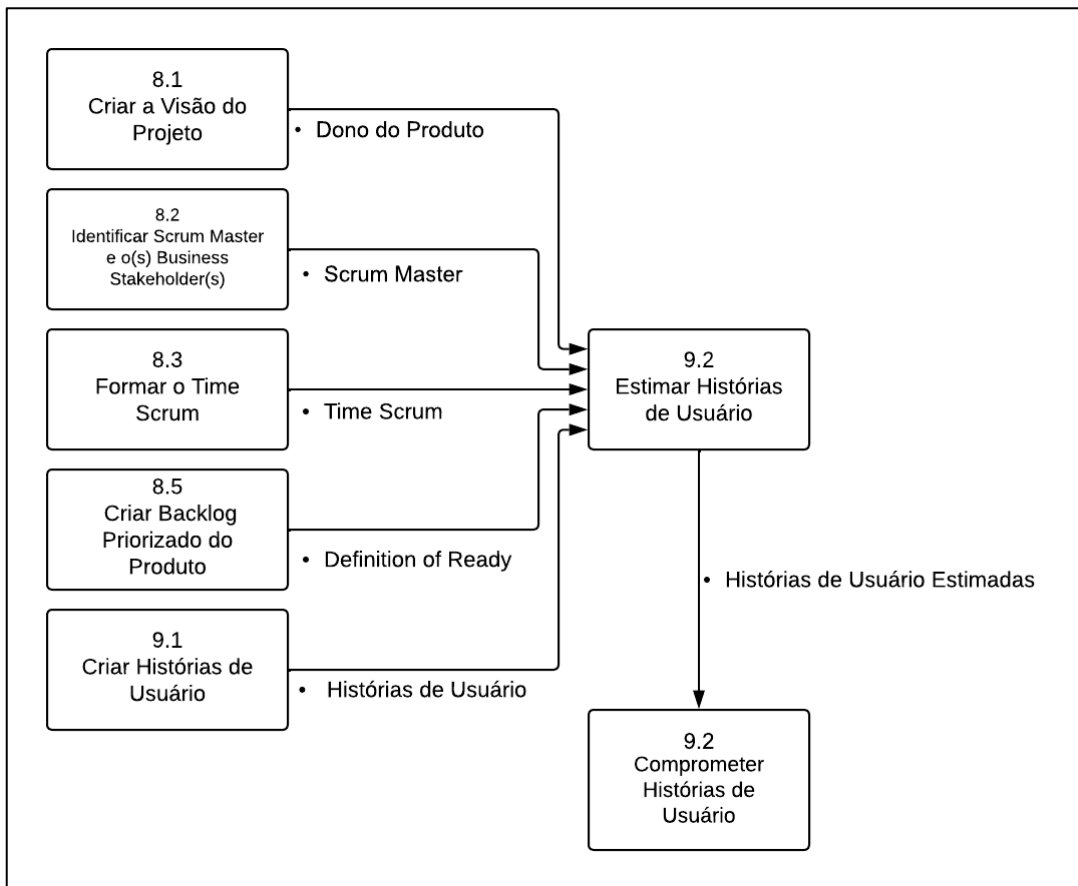 8.1
Criar a Visão do
Projeto
• Dono do Produto
8.2
Identificar Scrum Master
e o(s) Business
Stakeholder(s)
• Scrum Master
8.3
Formar o Time
Scrum
• Time Scrum
9.2
Estimar Histórias
de Usuário
8.5
Criar Backlog
Priorizado do
Produto
• Definition of Ready
• Histórias de Usuário Estimadas
9.1
Criar Histórias de
Usuário
• Histórias de Usuário
9.2
Comprometer
Histórias de
Usuário